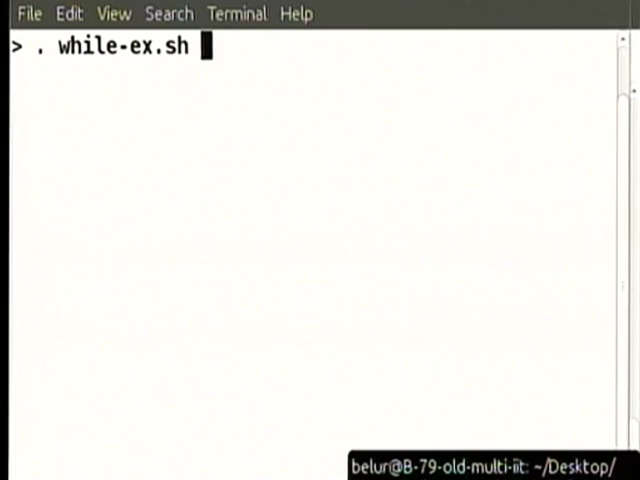 File Edit View Search Terminal Help
> . while-ex.sh
belur@B-79-old-multi-iit: ~/Desktop/